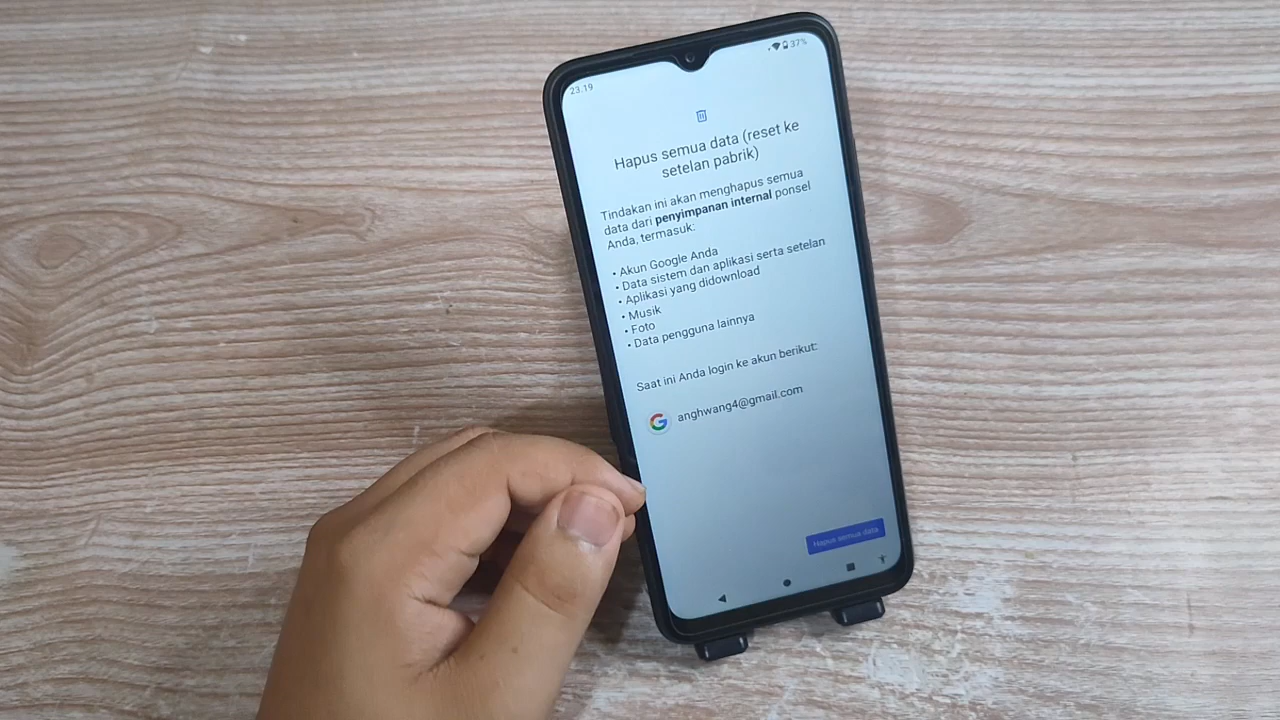 23.19
37%
Hapus semua data (reset ke
setelan pabrik)
Tindakan ini akan menghapus semua
data dari penyimpanan internal ponsel
Anda, termasuk:
• Akun Google Anda
• Data sistem dan aplikasi serta setelan
• Aplikasi yang didownload
• Musik
• Foto
• Data pengguna lainnya
Saat ini Anda login ke akun berikut:
G anghwang4@gmail.com
Hapus semua data